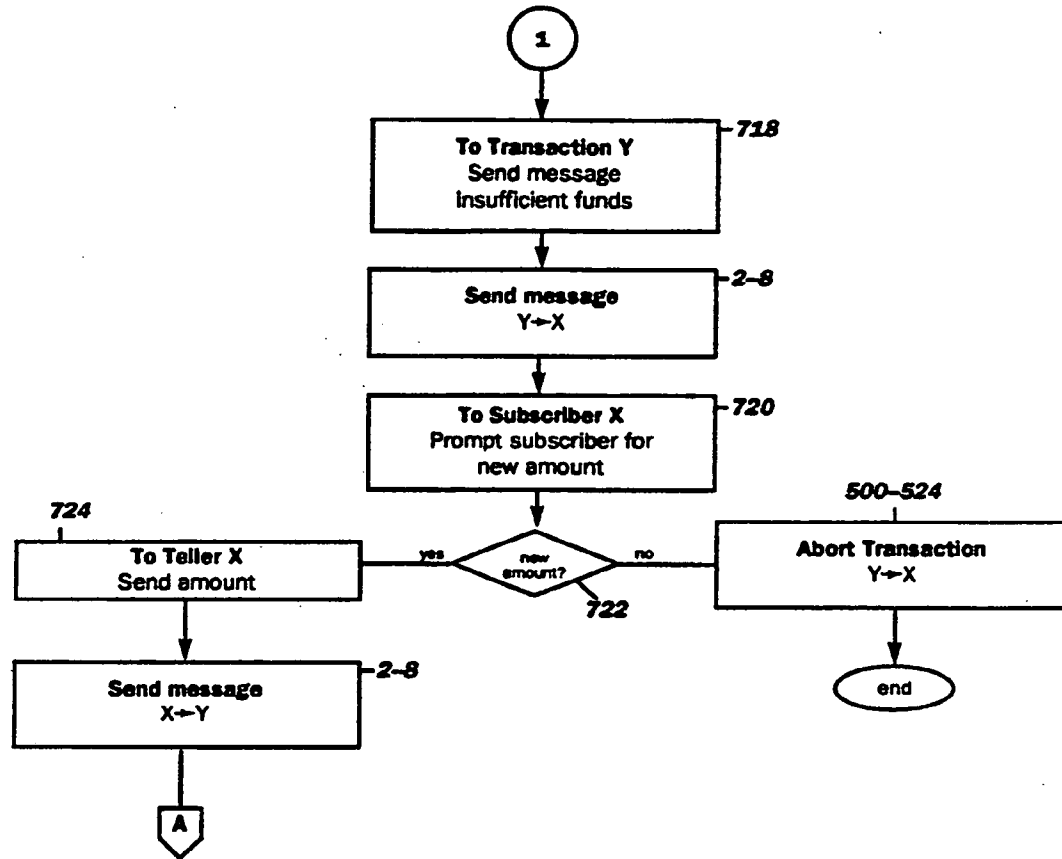 1
718
To Transaction Y
Send message
insufficient funds
2-8
Send message
Y→X
720
To Subscriber X
Prompt subscriber for
new amount
724
To Teller X
Send amount
yes
new
amount?
no
722
500-524
Abort Transaction
Y→X
end
2-8
Send message
X→Y
A